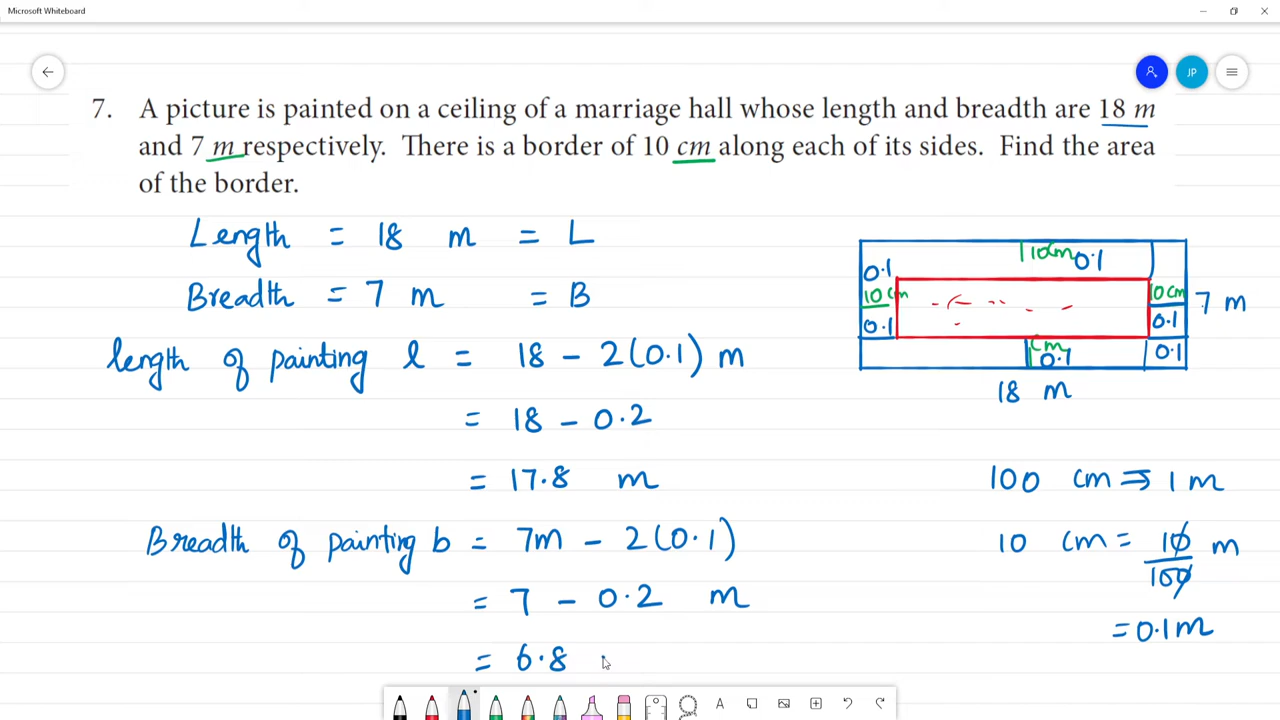 Microsoft Whiteboard
JP
7. A picture is painted on a ceiling of a marriage hall whose length and breadth are 18 m
and 7 m respectively. There is a border of 10 cm along each of its sides. Find the area
of the border.
Length = 18 m = L
Breadth = 7 m = B
length of painting l = 18 - 2(0.1) m
= 18 - 0.2
= 17.8 m
Breadth of painting b = 7m - 2(0.1)
= 7 - 0.2 m
= 6.8
10cm 0.1
0.1
10cm 10cm 7 m
0.1 0.1
cm 0.1
0.1
18 m
100 cm ⇒ 1 m
10 cm = 10/100 m
= 0.1m
A